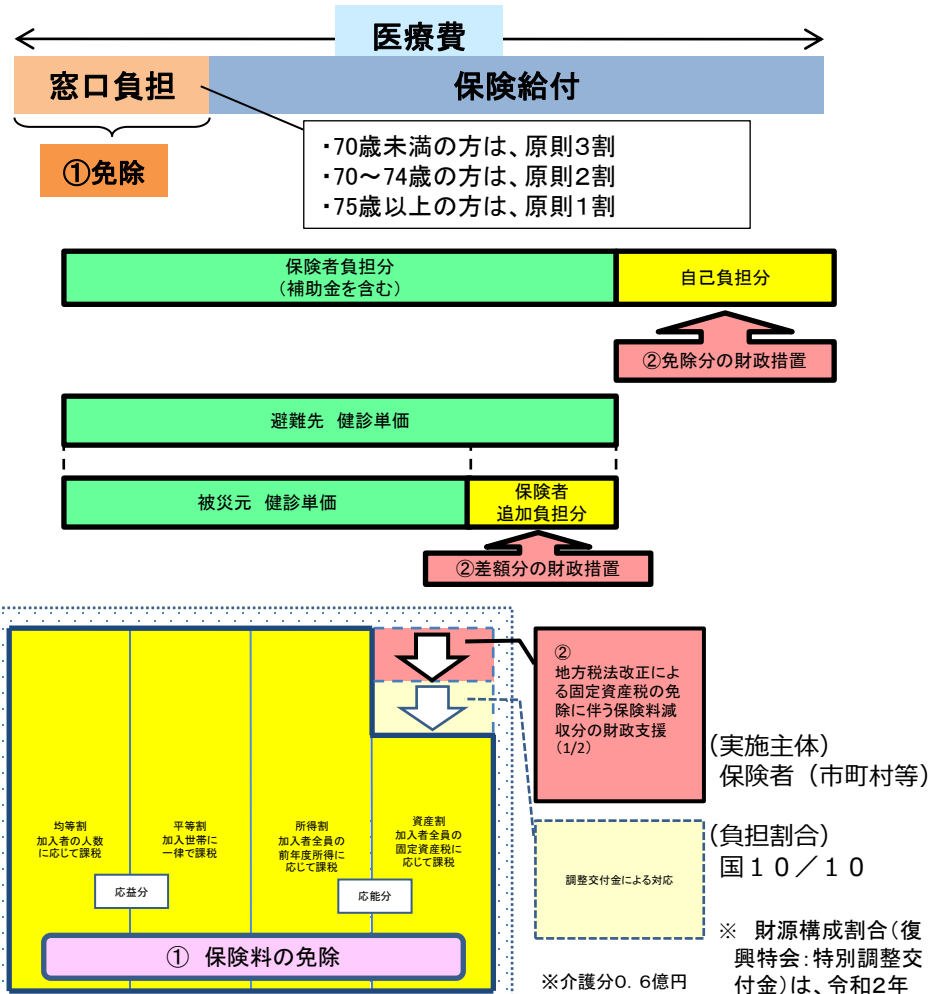 医療費
窓口負担
保険給付
①免除
・70歳未満の方は、原則3割
・70～74歳の方は、原則2割
・75歳以上の方は、原則1割
保険者負担分
（補助金を含む）
自己負担分
②免除分の財政措置
避難先　健診単価
被災元　健診単価
保険者
追加負担分
②差額分の財政措置
②
地方税法改正によ
る固定資産税の免
除に伴う保険料減
収分の財政支援
(1/2)
（実施主体）
保険者（市町村等）
（負担割合）
国１０／１０
均等割
加入者の人数
に応じて課税
平等割
加入世帯に
一律で課税
所得割
加入者全員の
前年度所得に
応じて課税
資産割
加入者全員の
固定資産税に
応じて課税
応益分
応能分
調整交付金による対応
① 保険料の免除
※介護分０．６億円
※　財源構成割合（復
興特会：特別調整交
付金）は、令和２年